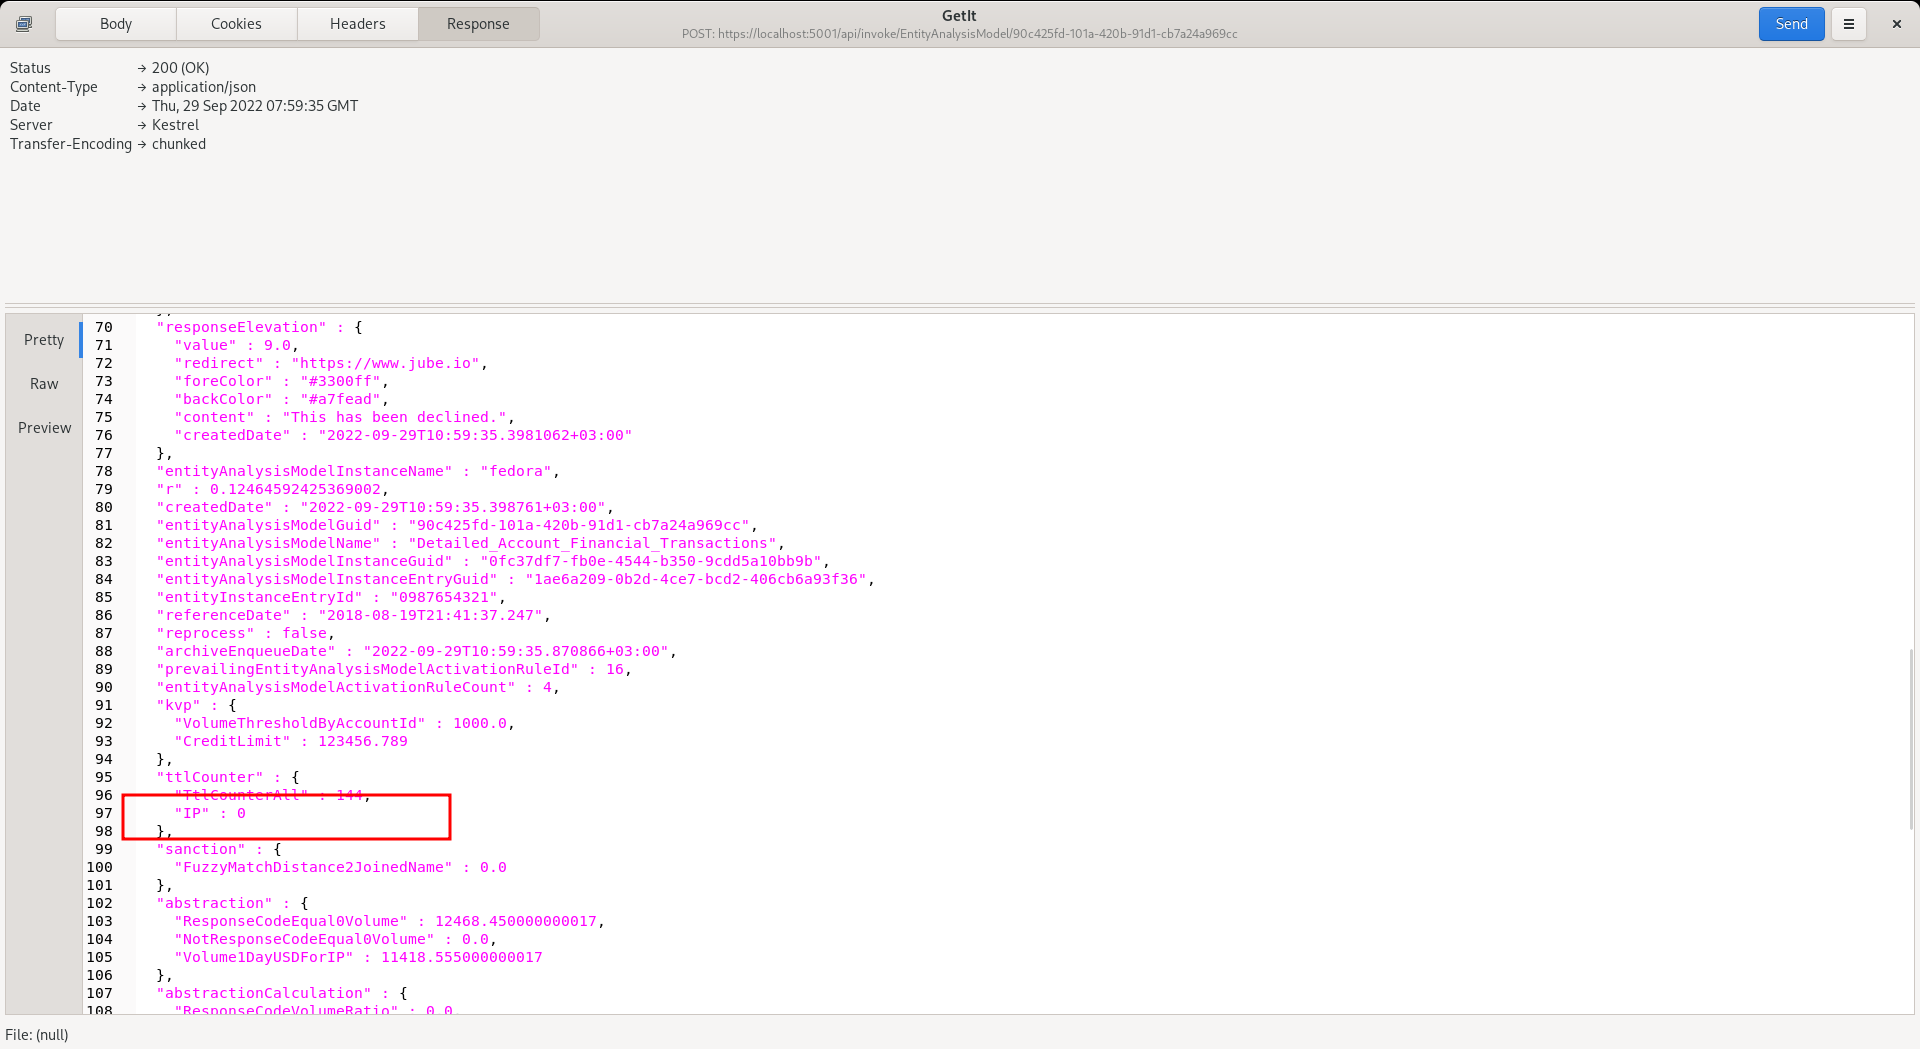 Body Cookies Headers Response GetIt Send
POST: https://localhost:5001/api/invoke/EntityAnalysisModel/90c425fd-101a-420b-91d1-cb7a24a969cc
Status → 200 (OK)
Content-Type → application/json
Date → Thu, 29 Sep 2022 07:59:35 GMT
Server → Kestrel
Transfer-Encoding → chunked
Pretty
Raw
Preview
70 "responseElevation" : {
71 "value" : 9.0,
72 "redirect" : "https://www.jube.io",
73 "foreColor" : "#3300ff",
74 "backColor" : "#a7fead",
75 "content" : "This has been declined.",
76 "createdDate" : "2022-09-29T10:59:35.3981062+03:00"
77 },
78 "entityAnalysisModelInstanceName" : "fedora",
79 "r" : 0.12464592425369002,
80 "createdDate" : "2022-09-29T10:59:35.398761+03:00",
81 "entityAnalysisModelGuid" : "90c425fd-101a-420b-91d1-cb7a24a969cc",
82 "entityAnalysisModelName" : "Detailed_Account_Financial_Transactions",
83 "entityAnalysisModelInstanceGuid" : "0fc37df7-fb0e-4544-b350-9cdd5a10bb9b",
84 "entityAnalysisModelInstanceEntryGuid" : "1ae6a209-0b2d-4ce7-bcd2-406cb6a93f36",
85 "entityInstanceEntryId" : "0987654321",
86 "referenceDate" : "2018-08-19T21:41:37.247",
87 "reprocess" : false,
88 "archiveEnqueueDate" : "2022-09-29T10:59:35.870866+03:00",
89 "prevailingEntityAnalysisModelActivationRuleId" : 16,
90 "entityAnalysisModelActivationRuleCount" : 4,
91 "kvp" : {
92 "VolumeThresholdByAccountId" : 1000.0,
93 "CreditLimit" : 123456.789
94 },
95 "ttlCounter" : {
96 "TtlCounterAll" : 144,
97 "IP" : 0
98 },
99 "sanction" : {
100 "FuzzyMatchDistance2JoinedName" : 0.0
101 },
102 "abstraction" : {
103 "ResponseCodeEqual0Volume" : 12468.450000000017,
104 "NotResponseCodeEqual0Volume" : 0.0,
105 "Volume1DayUSDForIP" : 11418.555000000017
106 },
107 "abstractionCalculation" : {
108 "ResponseCodeVolumeRatio" : 0.0,
File: (null)